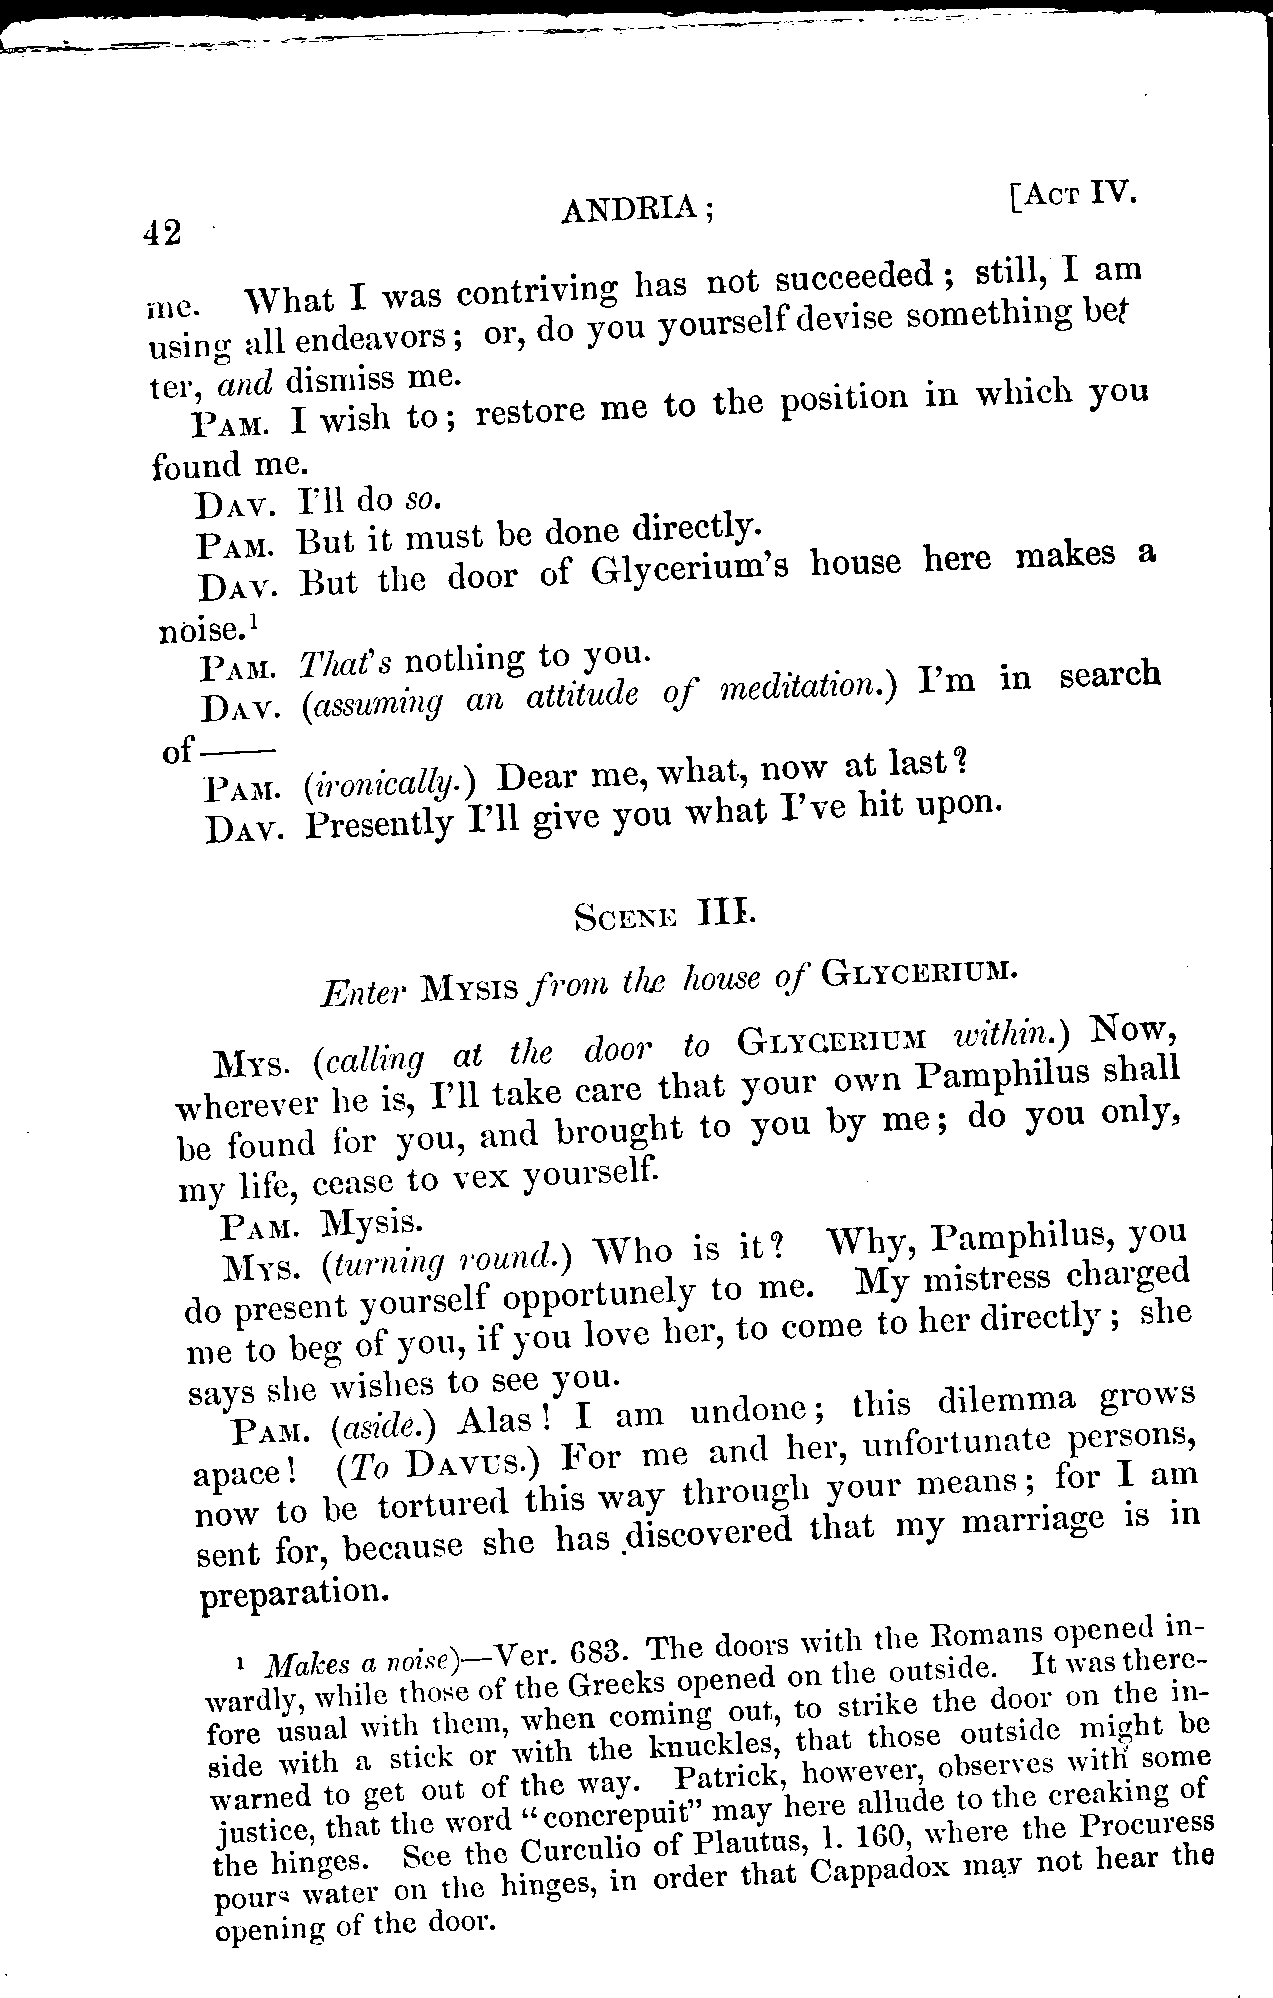 42 ANDRIA; [ACT IV.
me. What I was contriving has not succeeded; still, I am
using all endeavors; or, do you yourself devise something bet
ter, and dismiss me.
PAM. I wish to; restore me to the position in which you
found me.
DAV. I'll do so.
PAM. But it must be done directly.
DAV. But the door of Glycerium's house here makes a
noise.¹
PAM. That's nothing to you.
DAV. (assuming an attitude of meditation.) I'm in search
of——
PAM. (ironically.) Dear me, what, now at last?
DAV. Presently I'll give you what I've hit upon.
SCENE III.
Enter MYSIS from the house of GLYCERIUM.
MYS. (calling at the door to GLYCERIUM within.) Now,
wherever he is, I'll take care that your own Pamphilus shall
be found for you, and brought to you by me; do you only,
my life, cease to vex yourself.
PAM. Mysis.
MYS. (turning round.) Who is it? Why, Pamphilus, you
do present yourself opportunely to me. My mistress charged
me to beg of you, if you love her, to come to her directly; she
says she wishes to see you.
PAM. (aside.) Alas! I am undone; this dilemma grows
apace! (To DAVUS.) For me and her, unfortunate persons,
now to be tortured this way through your means; for I am
sent for, because she has discovered that my marriage is in
preparation.
¹ Makes a noise)—Ver. 683. The doors with the Romans opened in-
wardly, while those of the Greeks opened on the outside. It was there-
fore usual with them, when coming out, to strike the door on the in-
side with a stick or with the knuckles, that those outside might be
warned to get out of the way. Patrick, however, observes with some
justice, that the word "concrepuit" may here allude to the creaking of
the hinges. See the Curculio of Plautus, l. 160, where the Procuress
pours water on the hinges, in order that Cappadox may not hear the
opening of the door.